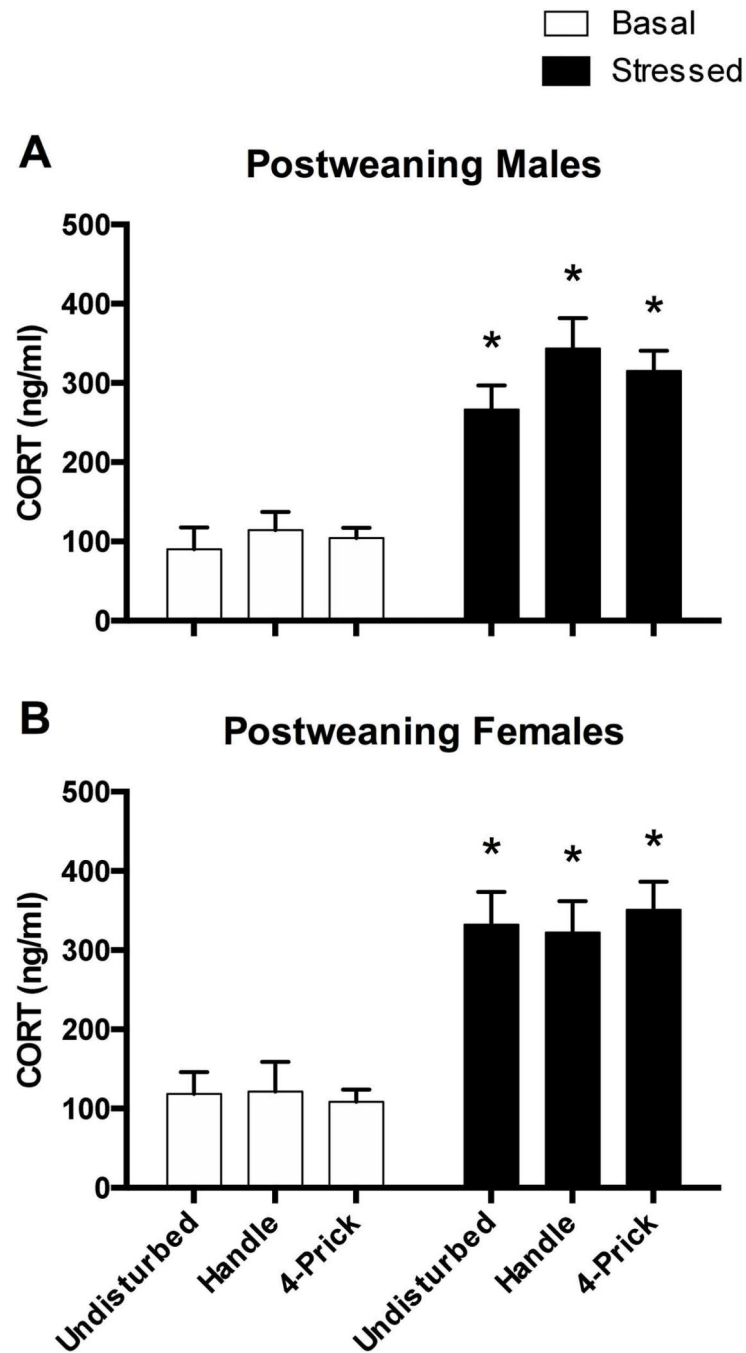 Basal
Stressed
A
Postweaning Males
500
400
300
200
100
0
CORT (ng/ml)
*
*
*
B
Postweaning Females
500
400
300
200
100
0
CORT (ng/ml)
*
*
*
Undisturbed
Handle
4-Prick
Undisturbed
Handle
4-Prick